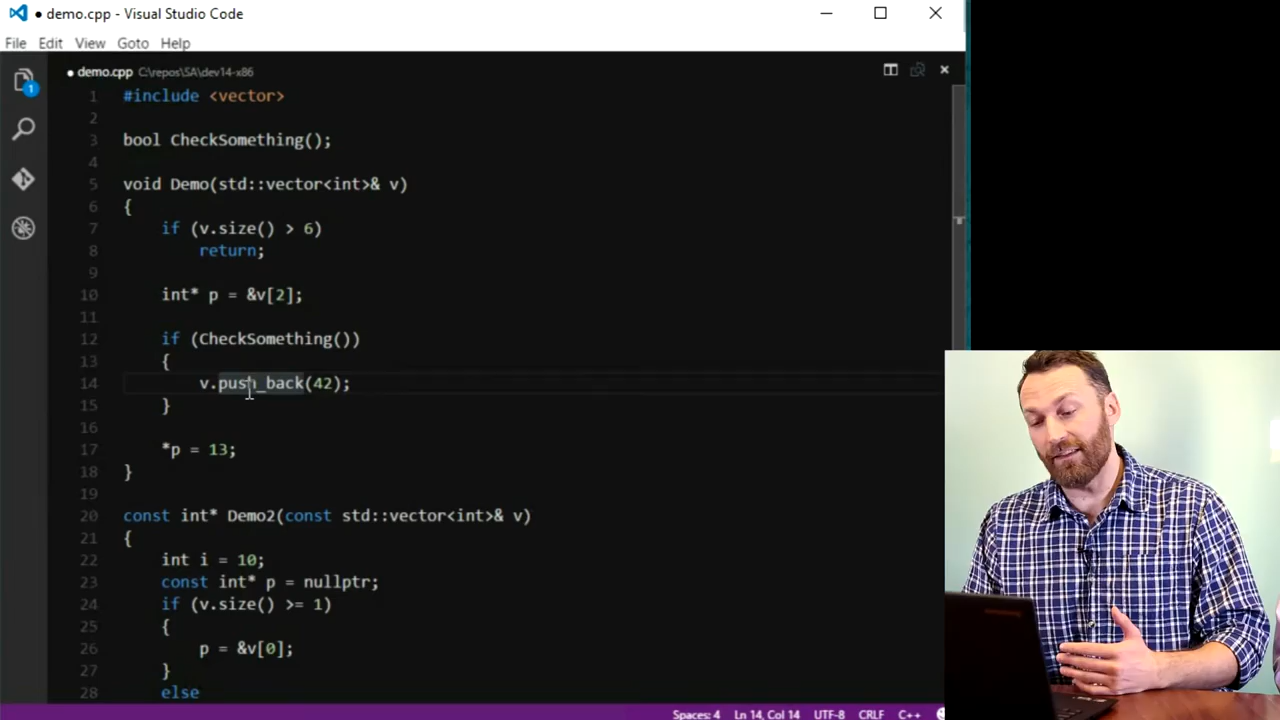 ● demo.cpp - Visual Studio Code
File Edit View Goto Help
● demo.cpp C:\repos\SA\dev14-x86
1
1 #include <vector>
2
3 bool CheckSomething();
4
5 void Demo(std::vector<int>& v)
6 {
7 if (v.size() > 6)
8 return;
9
10 int* p = &v[2];
11
12 if (CheckSomething())
13 {
14 v.push_back(42);
15 }
16
17 *p = 13;
18 }
19
20 const int* Demo2(const std::vector<int>& v)
21 {
22 int i = 10;
23 const int* p = nullptr;
24 if (v.size() >= 1)
25 {
26 p = &v[0];
27 }
28 else
Spaces: 4 Ln 14, Col 14 UTF-8 CRLF C++